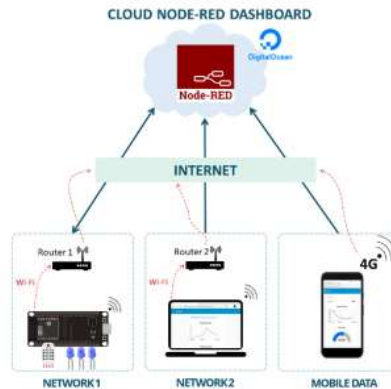 CLOUD NODE-RED DASHBOARD
DigitalOcean
Node-RED
INTERNET
Router 1
Router 2
4G
WI-FI
WI-FI
NETWORK1
NETWORK2
MOBILE DATA